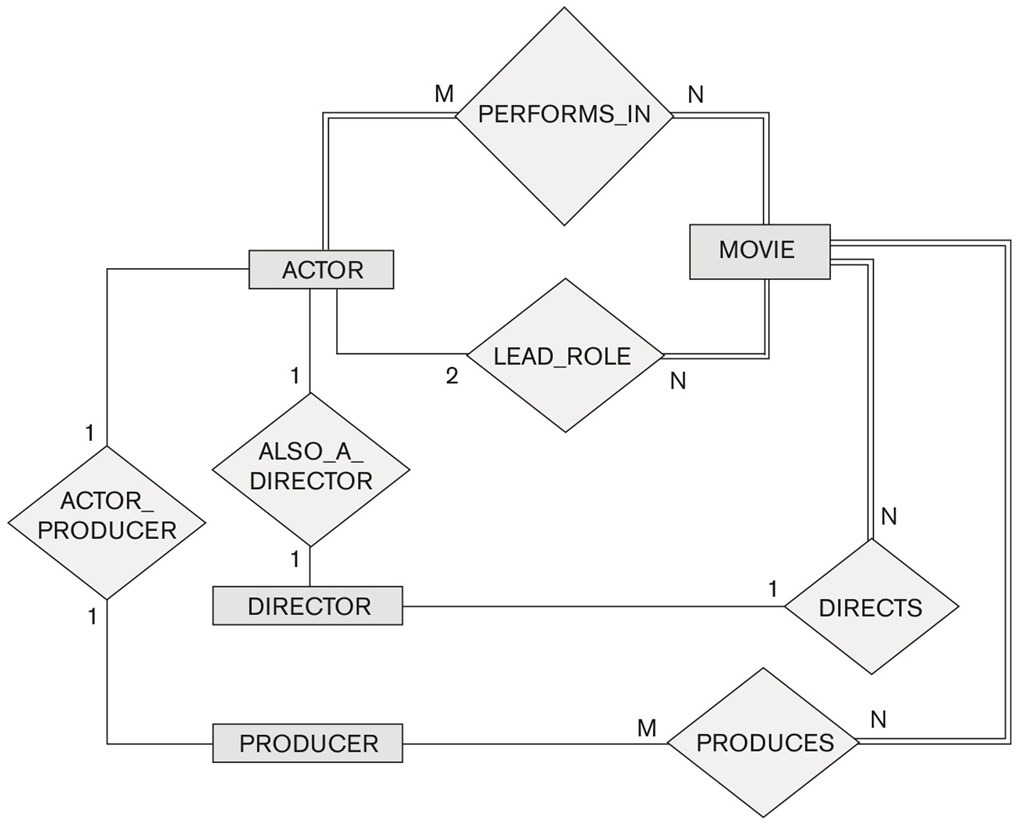 M
PERFORMS_IN
N
ACTOR
MOVIE
LEAD_ROLE
2
N
1
1
ALSO_A_
DIRECTOR
ACTOR_
PRODUCER
1
1
N
DIRECTOR
1
DIRECTS
PRODUCER
M
PRODUCES
N